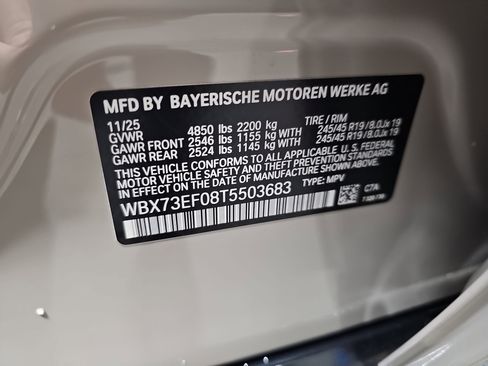 MFD BY BAYERISCHE MOTOREN WERKE AG
11/25 TIRE / RIM
GVWR 4850 lbs 2200 kg
GAWR FRONT 2546 lbs 1155 kg WITH 245/45 R19 / 8.0Jx 19
GAWR REAR 2524 lbs 1145 kg WITH 245/45 R19 / 8.0Jx 19
THIS VEHICLE CONFORMS TO ALL APPLICABLE U.S. FEDERAL
MOTOR VEHICLE SAFETY, BUMPER, AND THEFT PREVENTION STANDARDS
IN EFFECT ON THE DATE OF MANUFACTURE SHOWN ABOVE.
WBX73EF08T5503683 TYPE: MPV
C7A